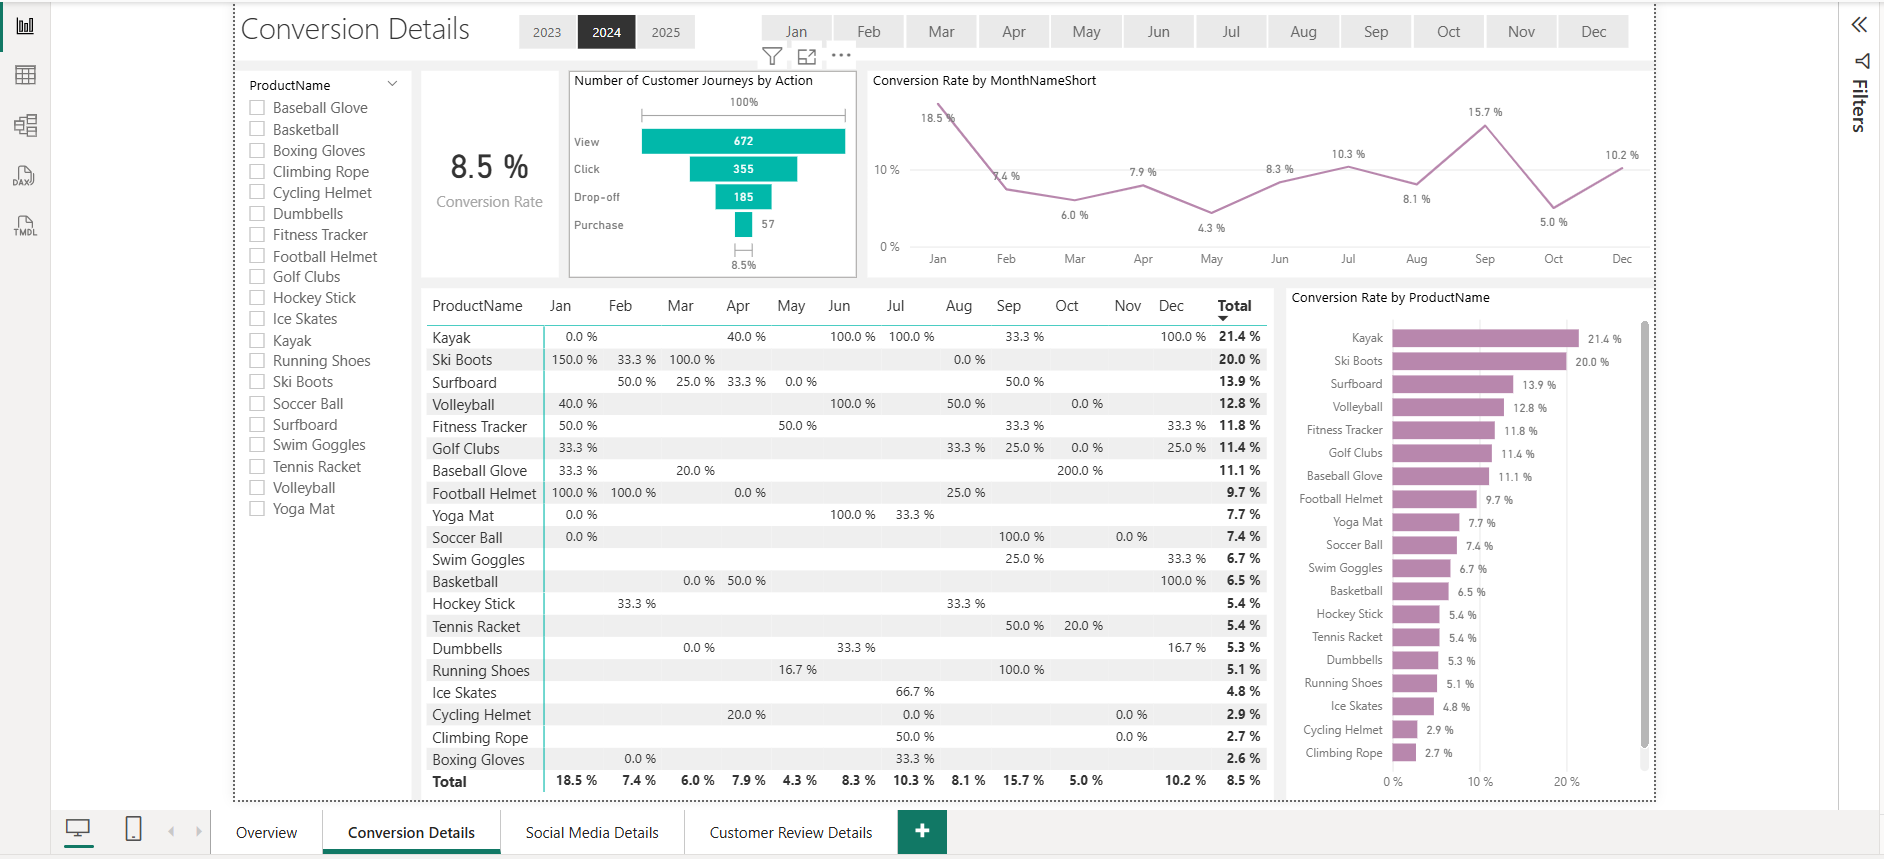 Conversion Details
2023 2024 2025
Jan Feb Mar Apr May Jun Jul Aug Sep Oct Nov Dec
Filters
DAX
TMDL
ProductName
Baseball Glove
Basketball
Boxing Gloves
Climbing Rope
Cycling Helmet
Dumbbells
Fitness Tracker
Football Helmet
Golf Clubs
Hockey Stick
Ice Skates
Kayak
Running Shoes
Ski Boots
Soccer Ball
Surfboard
Swim Goggles
Tennis Racket
Volleyball
Yoga Mat
8.5 %
Conversion Rate
Number of Customer Journeys by Action
100%
View 672
Click 355
Drop-off 185
Purchase 57
8.5%
Conversion Rate by MonthNameShort
10 %
0 %
18.5 % 7.4 % 6.0 % 7.9 % 4.3 % 8.3 % 10.3 % 8.1 % 15.7 % 5.0 % 10.2 %
Jan Feb Mar Apr May Jun Jul Aug Sep Oct Dec
ProductName Jan Feb Mar Apr May Jun Jul Aug Sep Oct Nov Dec Total
Kayak 0.0 % 40.0 % 100.0 % 100.0 % 33.3 % 100.0 % 21.4 %
Ski Boots 150.0 % 33.3 % 100.0 % 0.0 % 20.0 %
Surfboard 50.0 % 25.0 % 33.3 % 0.0 % 50.0 % 13.9 %
Volleyball 40.0 % 100.0 % 50.0 % 0.0 % 12.8 %
Fitness Tracker 50.0 % 50.0 % 33.3 % 33.3 % 11.8 %
Golf Clubs 33.3 % 33.3 % 25.0 % 0.0 % 25.0 % 11.4 %
Baseball Glove 33.3 % 20.0 % 200.0 % 11.1 %
Football Helmet 100.0 % 100.0 % 0.0 % 25.0 % 9.7 %
Yoga Mat 0.0 % 100.0 % 33.3 % 7.7 %
Soccer Ball 0.0 % 100.0 % 0.0 % 7.4 %
Swim Goggles 25.0 % 33.3 % 6.7 %
Basketball 0.0 % 50.0 % 100.0 % 6.5 %
Hockey Stick 33.3 % 33.3 % 5.4 %
Tennis Racket 50.0 % 20.0 % 5.4 %
Dumbbells 0.0 % 33.3 % 16.7 % 5.3 %
Running Shoes 16.7 % 100.0 % 5.1 %
Ice Skates 66.7 % 4.8 %
Cycling Helmet 20.0 % 0.0 % 0.0 % 2.9 %
Climbing Rope 50.0 % 0.0 % 2.7 %
Boxing Gloves 0.0 % 33.3 % 2.6 %
Total 18.5 % 7.4 % 6.0 % 7.9 % 4.3 % 8.3 % 10.3 % 8.1 % 15.7 % 5.0 % 10.2 % 8.5 %
Conversion Rate by ProductName
Kayak 21.4 %
Ski Boots 20.0 %
Surfboard 13.9 %
Volleyball 12.8 %
Fitness Tracker 11.8 %
Golf Clubs 11.4 %
Baseball Glove 11.1 %
Football Helmet 9.7 %
Yoga Mat 7.7 %
Soccer Ball 7.4 %
Swim Goggles 6.7 %
Basketball 6.5 %
Hockey Stick 5.4 %
Tennis Racket 5.4 %
Dumbbells 5.3 %
Running Shoes 5.1 %
Ice Skates 4.8 %
Cycling Helmet 2.9 %
Climbing Rope 2.7 %
0 % 10 % 20 %
Overview Conversion Details Social Media Details Customer Review Details +